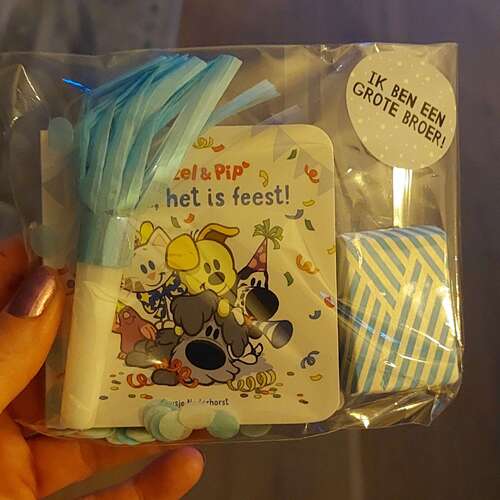 IK BEN EEN
GROTE BROER!
zel & Pip
, het is feest!